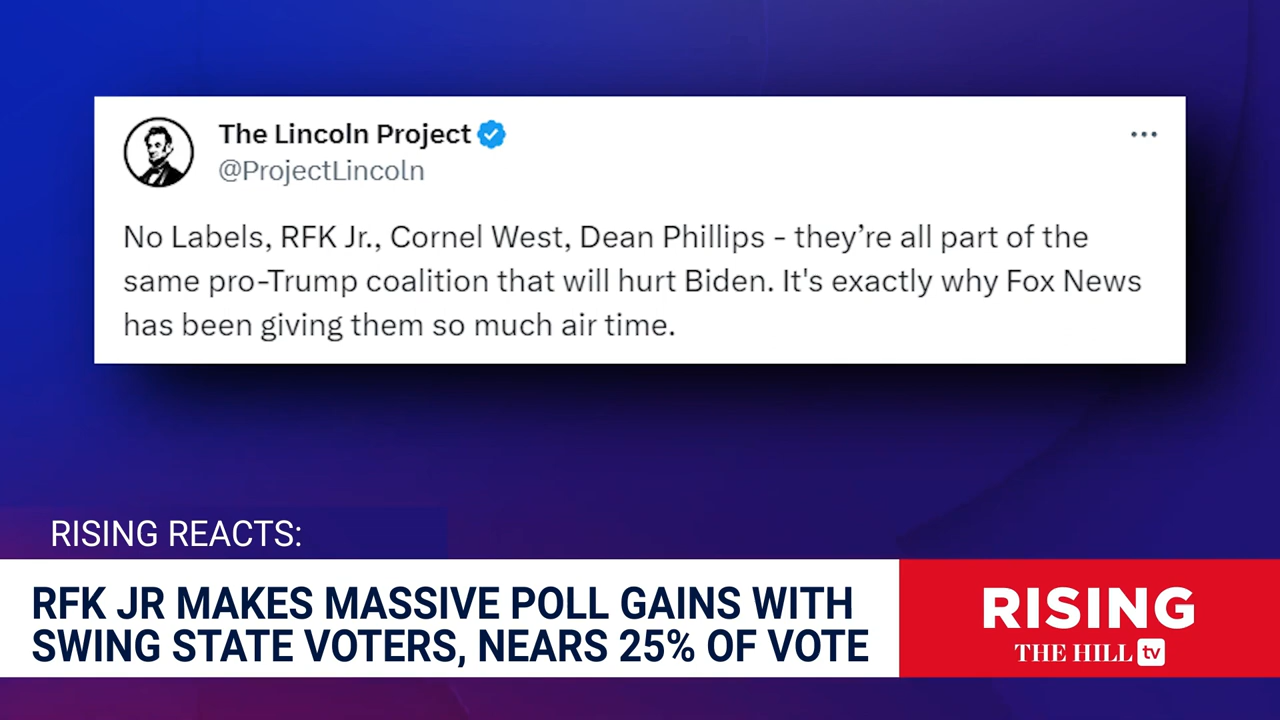 The Lincoln Project
@ProjectLincoln
No Labels, RFK Jr., Cornel West, Dean Phillips - they’re all part of the
same pro-Trump coalition that will hurt Biden. It's exactly why Fox News
has been giving them so much air time.
RISING REACTS:
RFK JR MAKES MASSIVE POLL GAINS WITH
SWING STATE VOTERS, NEARS 25% OF VOTE
RISING
THE HILL tv